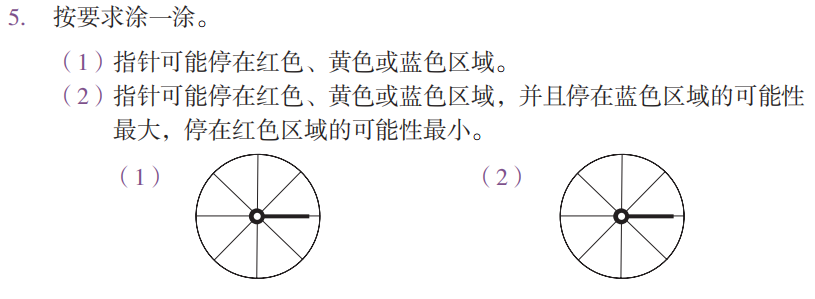 5. 按要求涂一涂。
（1）指针可能停在红色、黄色或蓝色区域。
（2）指针可能停在红色、黄色或蓝色区域，并且停在蓝色区域的可能性
最大，停在红色区域的可能性最小。
（1） （2）